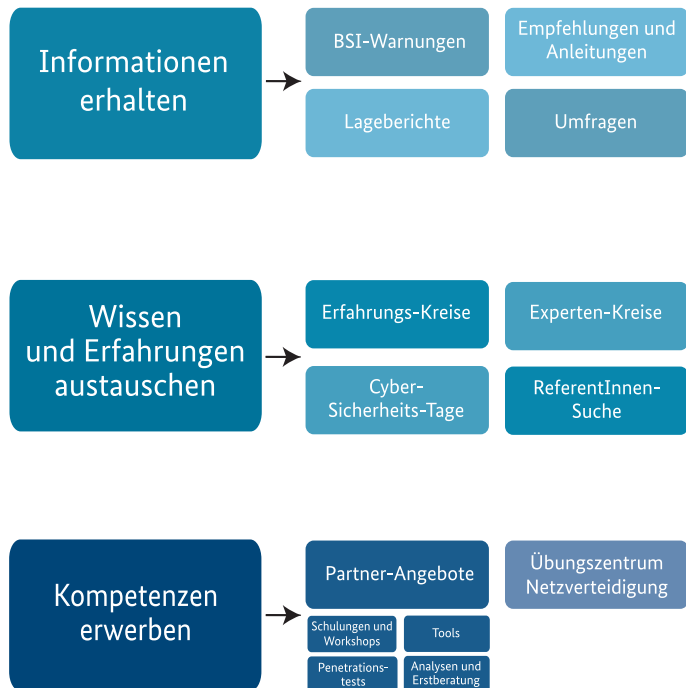 Informationen
erhalten
BSI-Warnungen
Empfehlungen und
Anleitungen
Lageberichte
Umfragen
Wissen
und Erfahrungen
austauschen
Erfahrungs-Kreise
Experten-Kreise
Cyber-
Sicherheits-Tage
ReferentInnen-
Suche
Kompetenzen
erwerben
Partner-Angebote
Übungszentrum
Netzverteidigung
Schulungen und
Workshops
Tools
Penetrations-
tests
Analysen und
Erstberatung